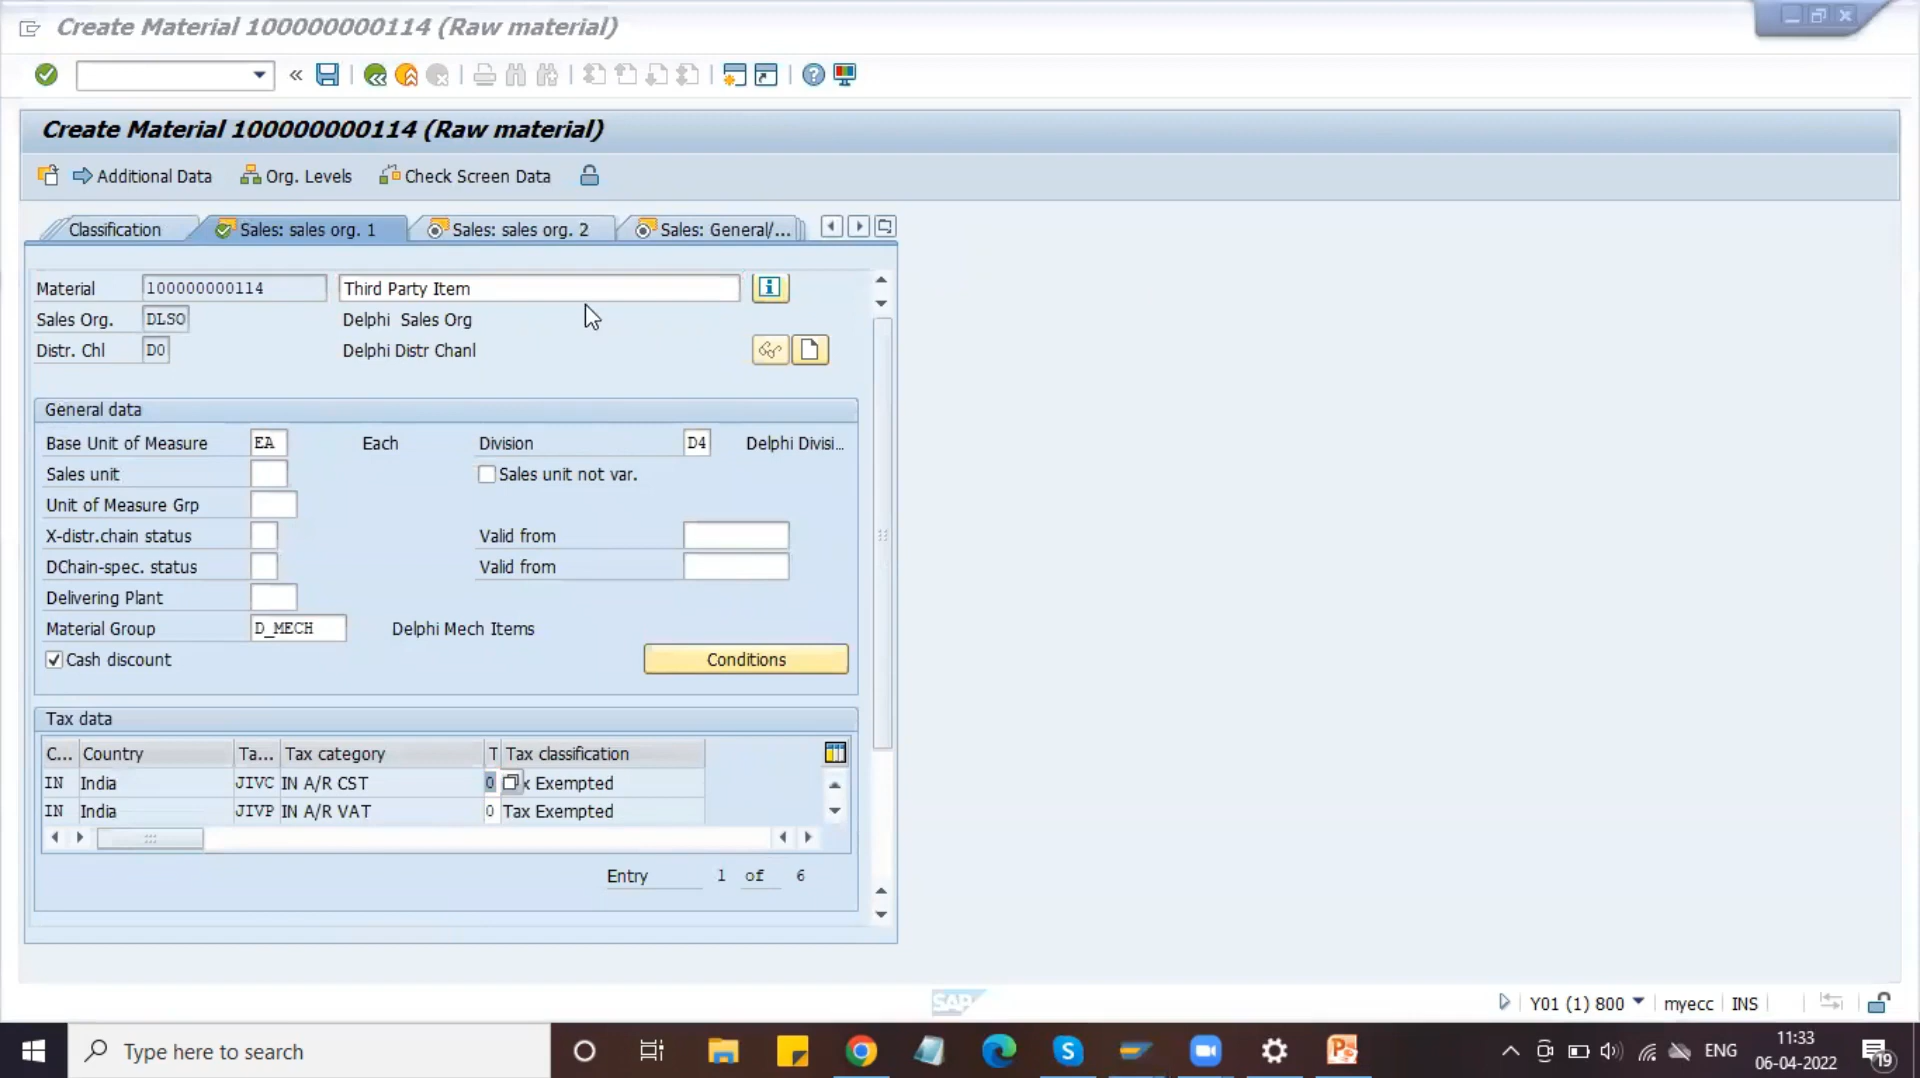 Create Material 100000000114 (Raw material)
Create Material 100000000114 (Raw material)
Additional Data Org. Levels Check Screen Data
Classification Sales: sales org. 1 Sales: sales org. 2 Sales: General/...
Material 100000000114 Third Party Item
Sales Org. DLSO Delphi Sales Org
Distr. Chl D0 Delphi Distr Chanl
General data
Base Unit of Measure EA Each Division D4 Delphi Divisi...
Sales unit Sales unit not var.
Unit of Measure Grp
X-distr.chain status Valid from
DChain-spec. status Valid from
Delivering Plant
Material Group D_MECH Delphi Mech Items
Cash discount Conditions
Tax data
C... Country Ta... Tax category T Tax classification
IN India JIVC IN A/R CST 0 x Exempted
IN India JIVP IN A/R VAT 0 Tax Exempted
Entry 1 of 6
SAP
Y01 (1) 800 myecc INS
Type here to search
S
P
ENG
11:33
06-04-2022
19